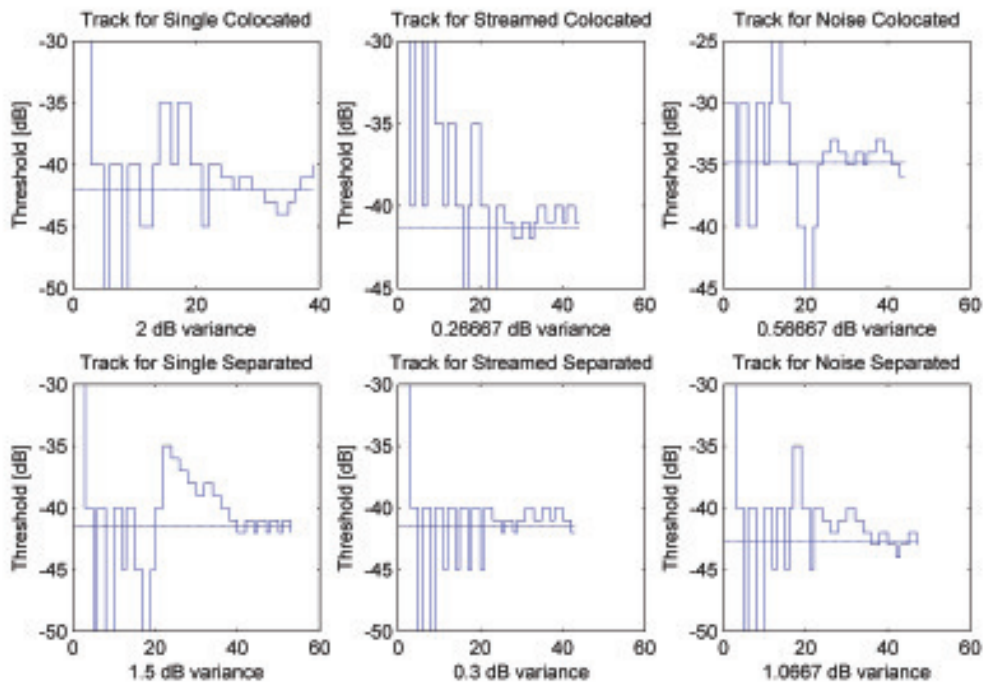 Track for Single Colocated
Track for Streamed Colocated
Track for Noise Colocated
Threshold [dB]
-30
-35
-40
-45
-50
0
20
40
2 dB variance
Threshold [dB]
-30
-35
-40
-45
0
20
40
60
0.26667 dB variance
Threshold [dB]
-25
-30
-35
-40
-45
0
20
40
60
0.56667 dB variance
Track for Single Separated
Track for Streamed Separated
Track for Noise Separated
Threshold [dB]
-30
-35
-40
-45
-50
0
20
40
60
1.5 dB variance
Threshold [dB]
-30
-35
-40
-45
-50
0
20
40
60
0.3 dB variance
Threshold [dB]
-30
-35
-40
-45
-50
0
20
40
60
1.0667 dB variance